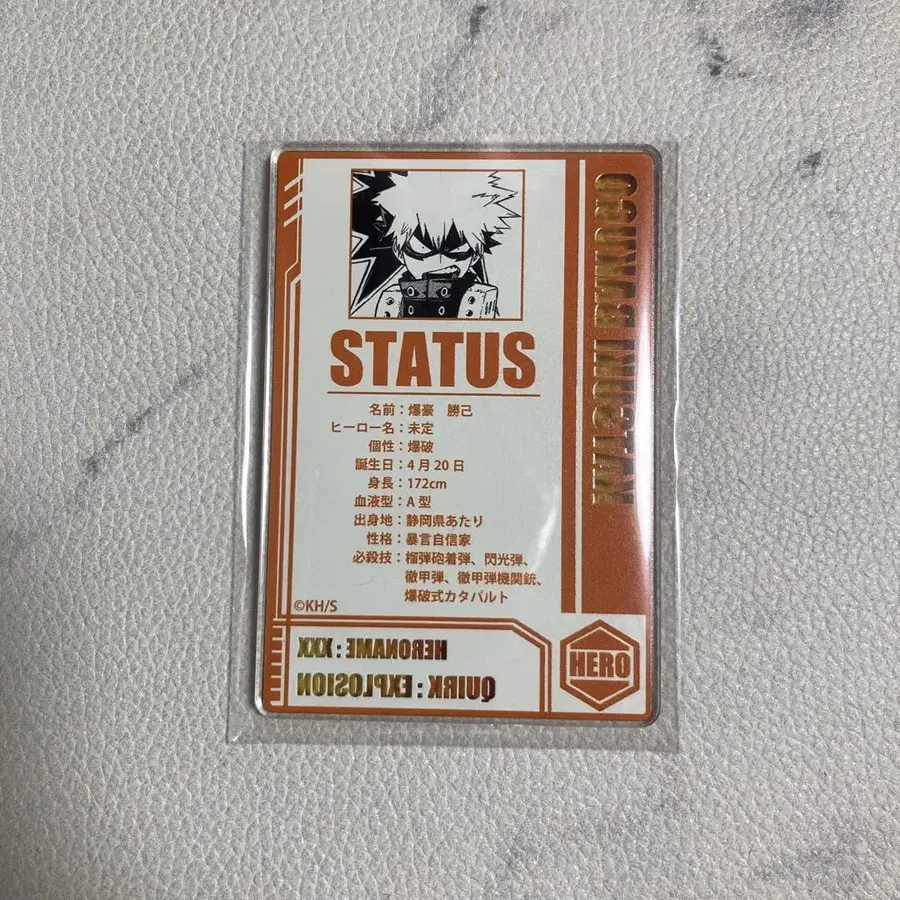 STATUS
名前：爆豪　勝己
ヒーロー名：未定
個性：爆破
誕生日：4月20日
身長：172cm
血液型：A型
出身地：静岡県あたり
性格：暴言自信家
必殺技：榴弾砲着弾、閃光弾、
徹甲弾、徹甲弾機関銃、
爆破式カタパルト
©KH/S
KATSUKI BAKUGO
HERONAME : XXX
QUIRK : EXPLOSION
HERO